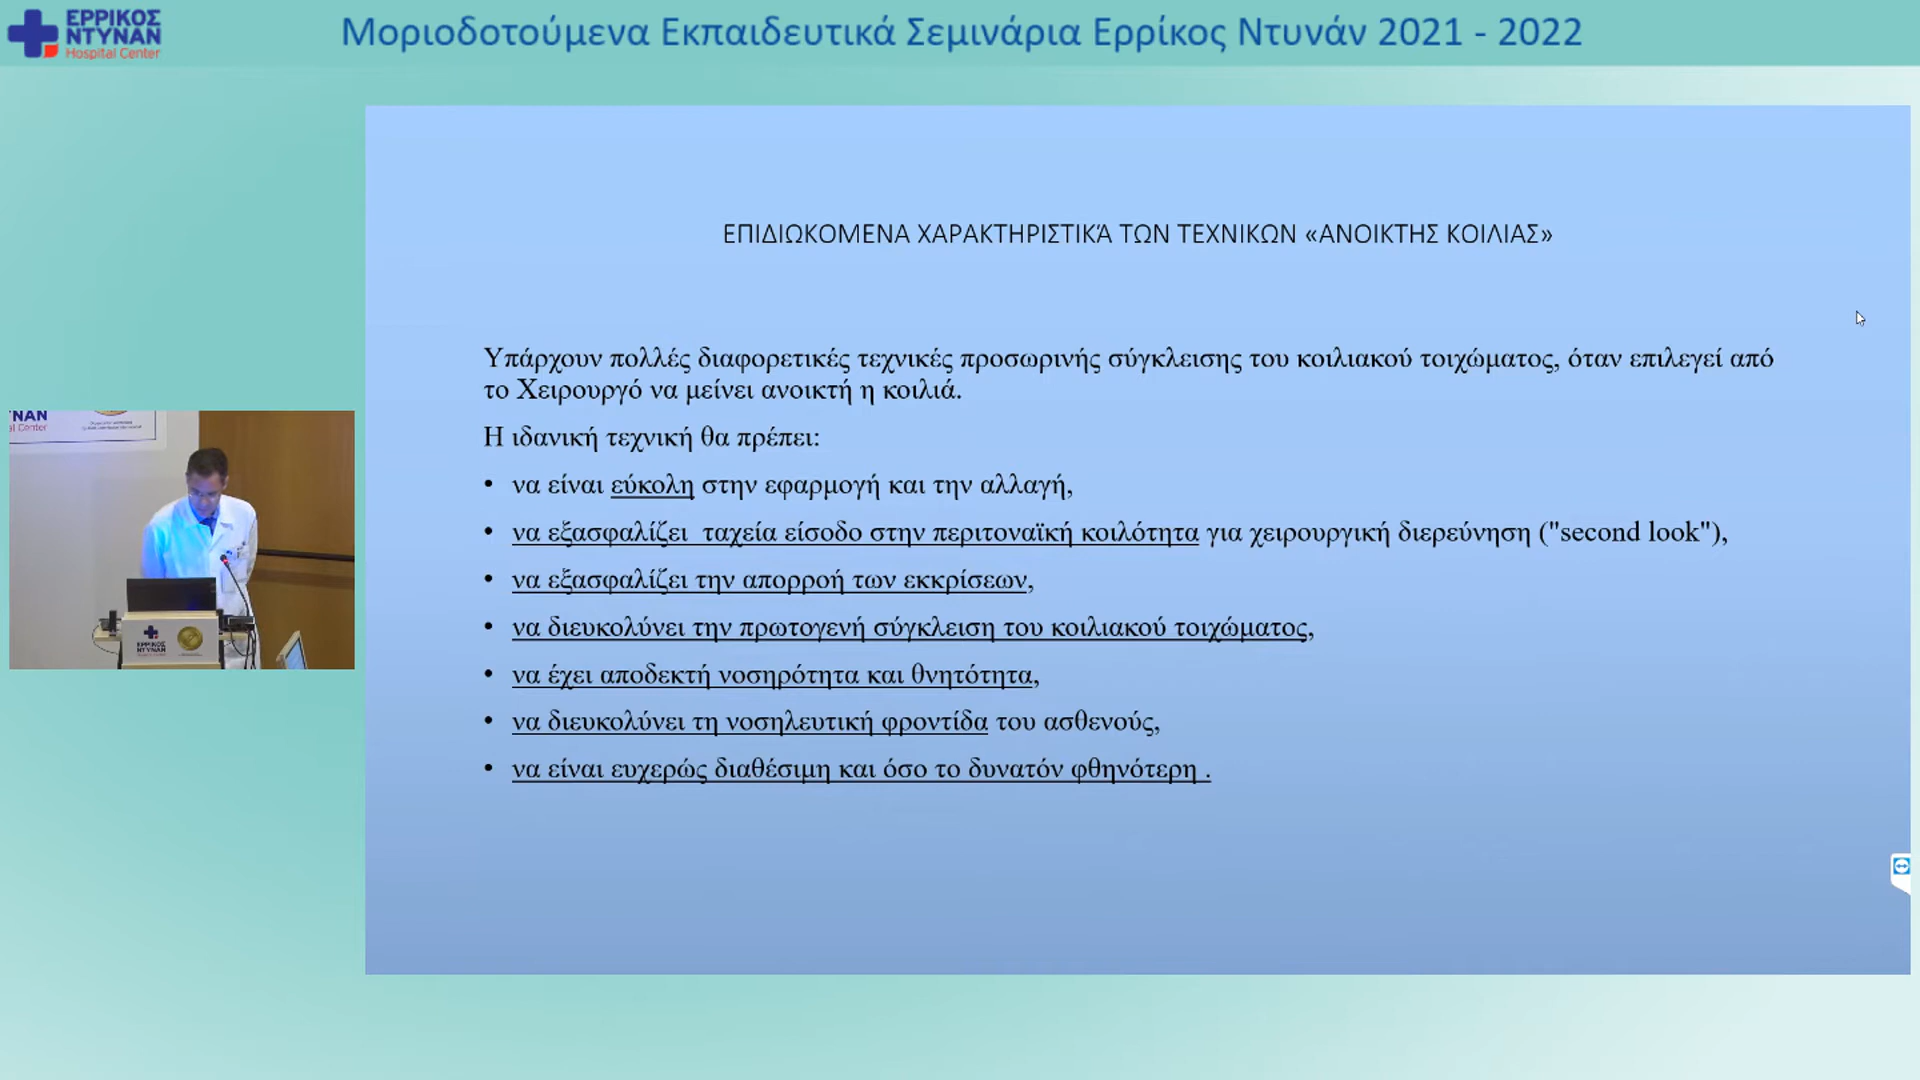 ΕΡΡΙΚΟΣ
ΝΤΥΝΑΝ
Hospital Center
Μοριοδοτούμενα Εκπαιδευτικά Σεμινάρια Ερρίκος Ντυνάν 2021 - 2022
ΕΠΙΔΙΩΚΟΜΕΝΑ ΧΑΡΑΚΤΗΡΙΣΤΙΚΆ ΤΩΝ ΤΕΧΝΙΚΩΝ «ΑΝΟΙΚΤΗΣ ΚΟΙΛΙΑΣ»
Υπάρχουν πολλές διαφορετικές τεχνικές προσωρινής σύγκλεισης του κοιλιακού τοιχώματος, όταν επιλεγεί από
το Χειρουργό να μείνει ανοικτή η κοιλιά.
Η ιδανική τεχνική θα πρέπει:
• να είναι εύκολη στην εφαρμογή και την αλλαγή,
• να εξασφαλίζει  ταχεία είσοδο στην περιτοναϊκή κοιλότητα για χειρουργική διερεύνηση ("second look"),
• να εξασφαλίζει την απορροή των εκκρίσεων,
• να διευκολύνει την πρωτογενή σύγκλειση του κοιλιακού τοιχώματος,
• να έχει αποδεκτή νοσηρότητα και θνητότητα,
• να διευκολύνει τη νοσηλευτική φροντίδα του ασθενούς,
• να είναι ευχερώς διαθέσιμη και όσο το δυνατόν φθηνότερη .
ΝΑΝ
al Center
ΕΡΡΙΚΟΣ
ΝΤΥΝΑΝ